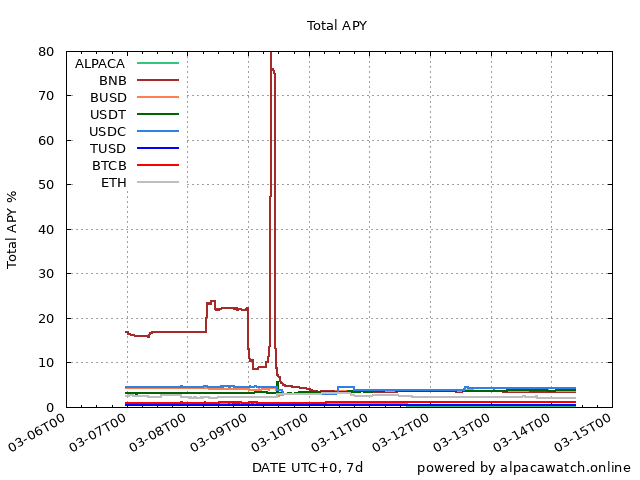 Total APY
80
70
60
50
40
30
20
10
0
Total APY %
ALPACA
BNB
BUSD
USDT
USDC
TUSD
BTCB
ETH
03-06T00
03-07T00
03-08T00
03-09T00
03-10T00
03-11T00
03-12T00
03-13T00
03-14T00
03-15T00
DATE UTC+0, 7d
powered by alpacawatch.online